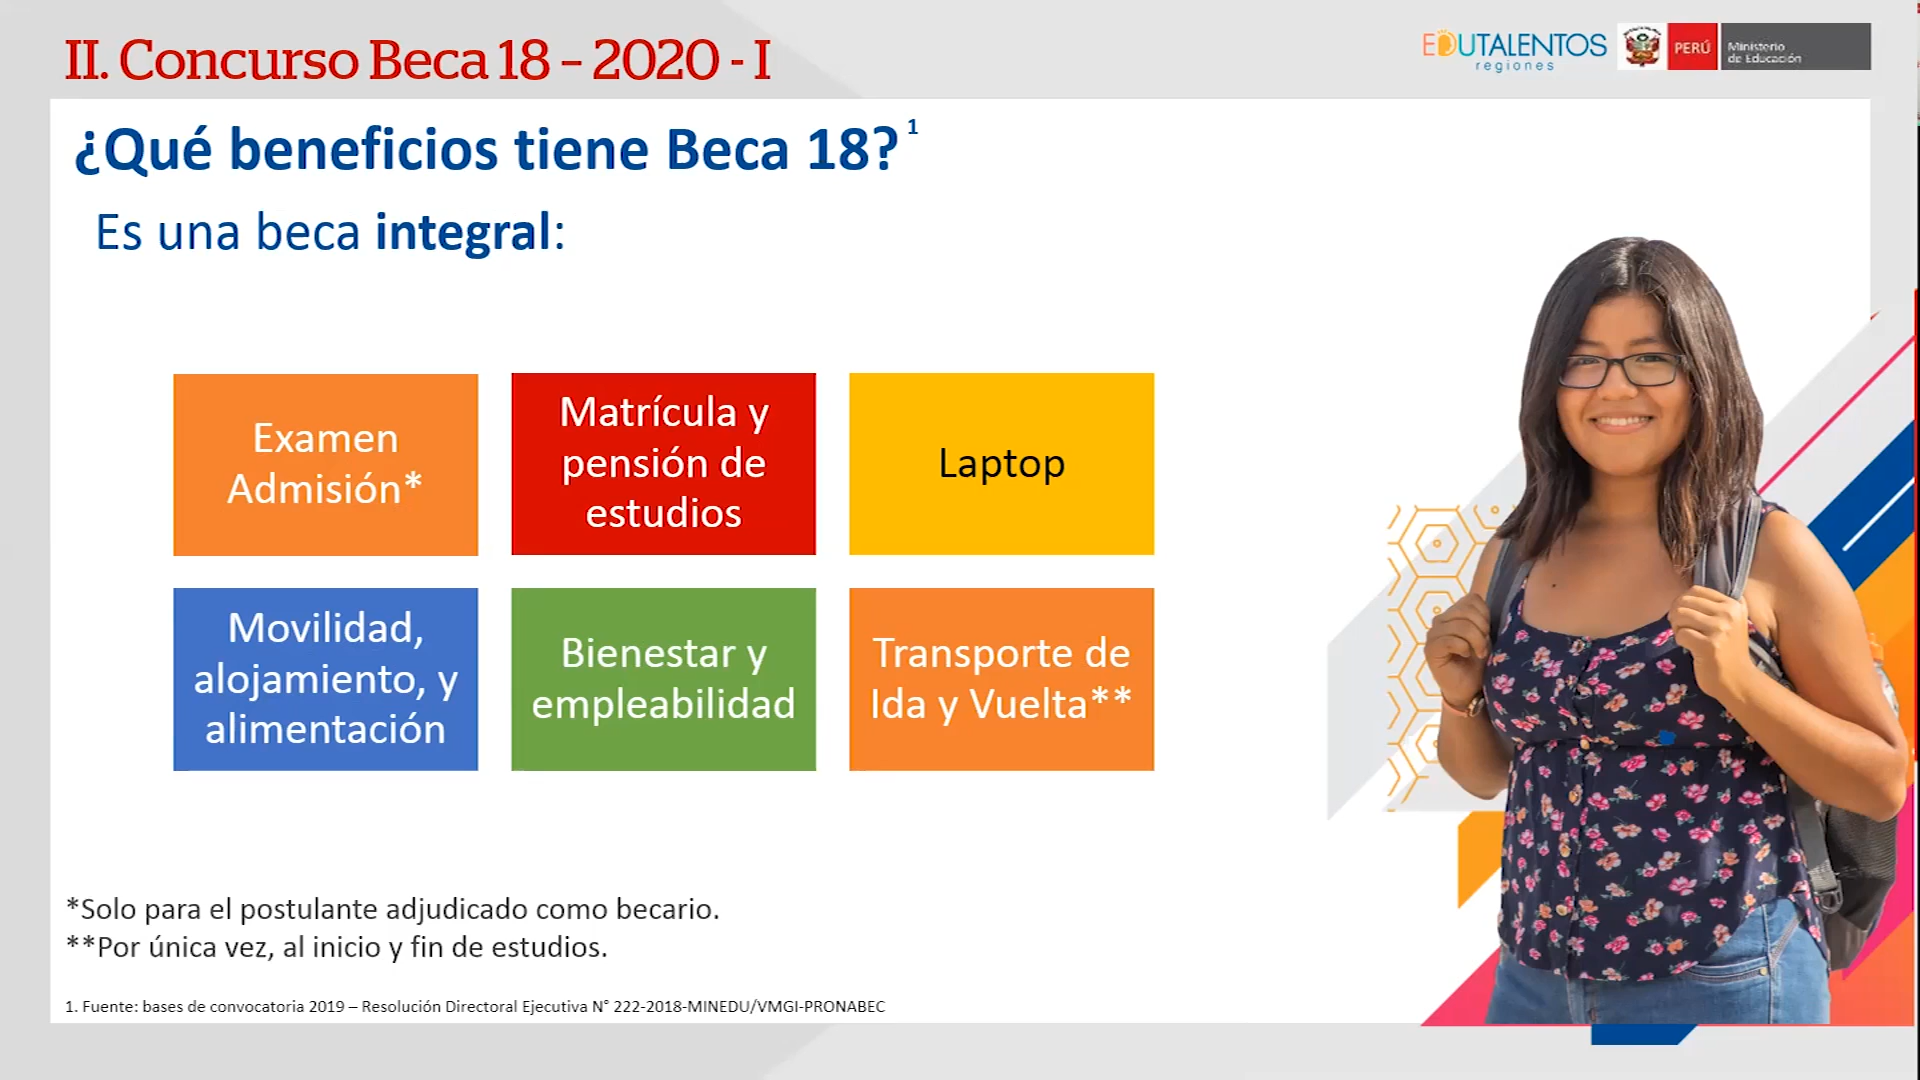 II. Concurso Beca 18 – 2020 - I
EDUTALENTOS
regiones
PERÚ
Ministerio
de Educación
¿Qué beneficios tiene Beca 18?¹
Es una beca integral:
Examen
Admisión*
Matrícula y
pensión de
estudios
Laptop
Movilidad,
alojamiento, y
alimentación
Bienestar y
empleabilidad
Transporte de
Ida y Vuelta**
*Solo para el postulante adjudicado como becario.
**Por única vez, al inicio y fin de estudios.
1. Fuente: bases de convocatoria 2019 – Resolución Directoral Ejecutiva N° 222-2018-MINEDU/VMGI-PRONABEC